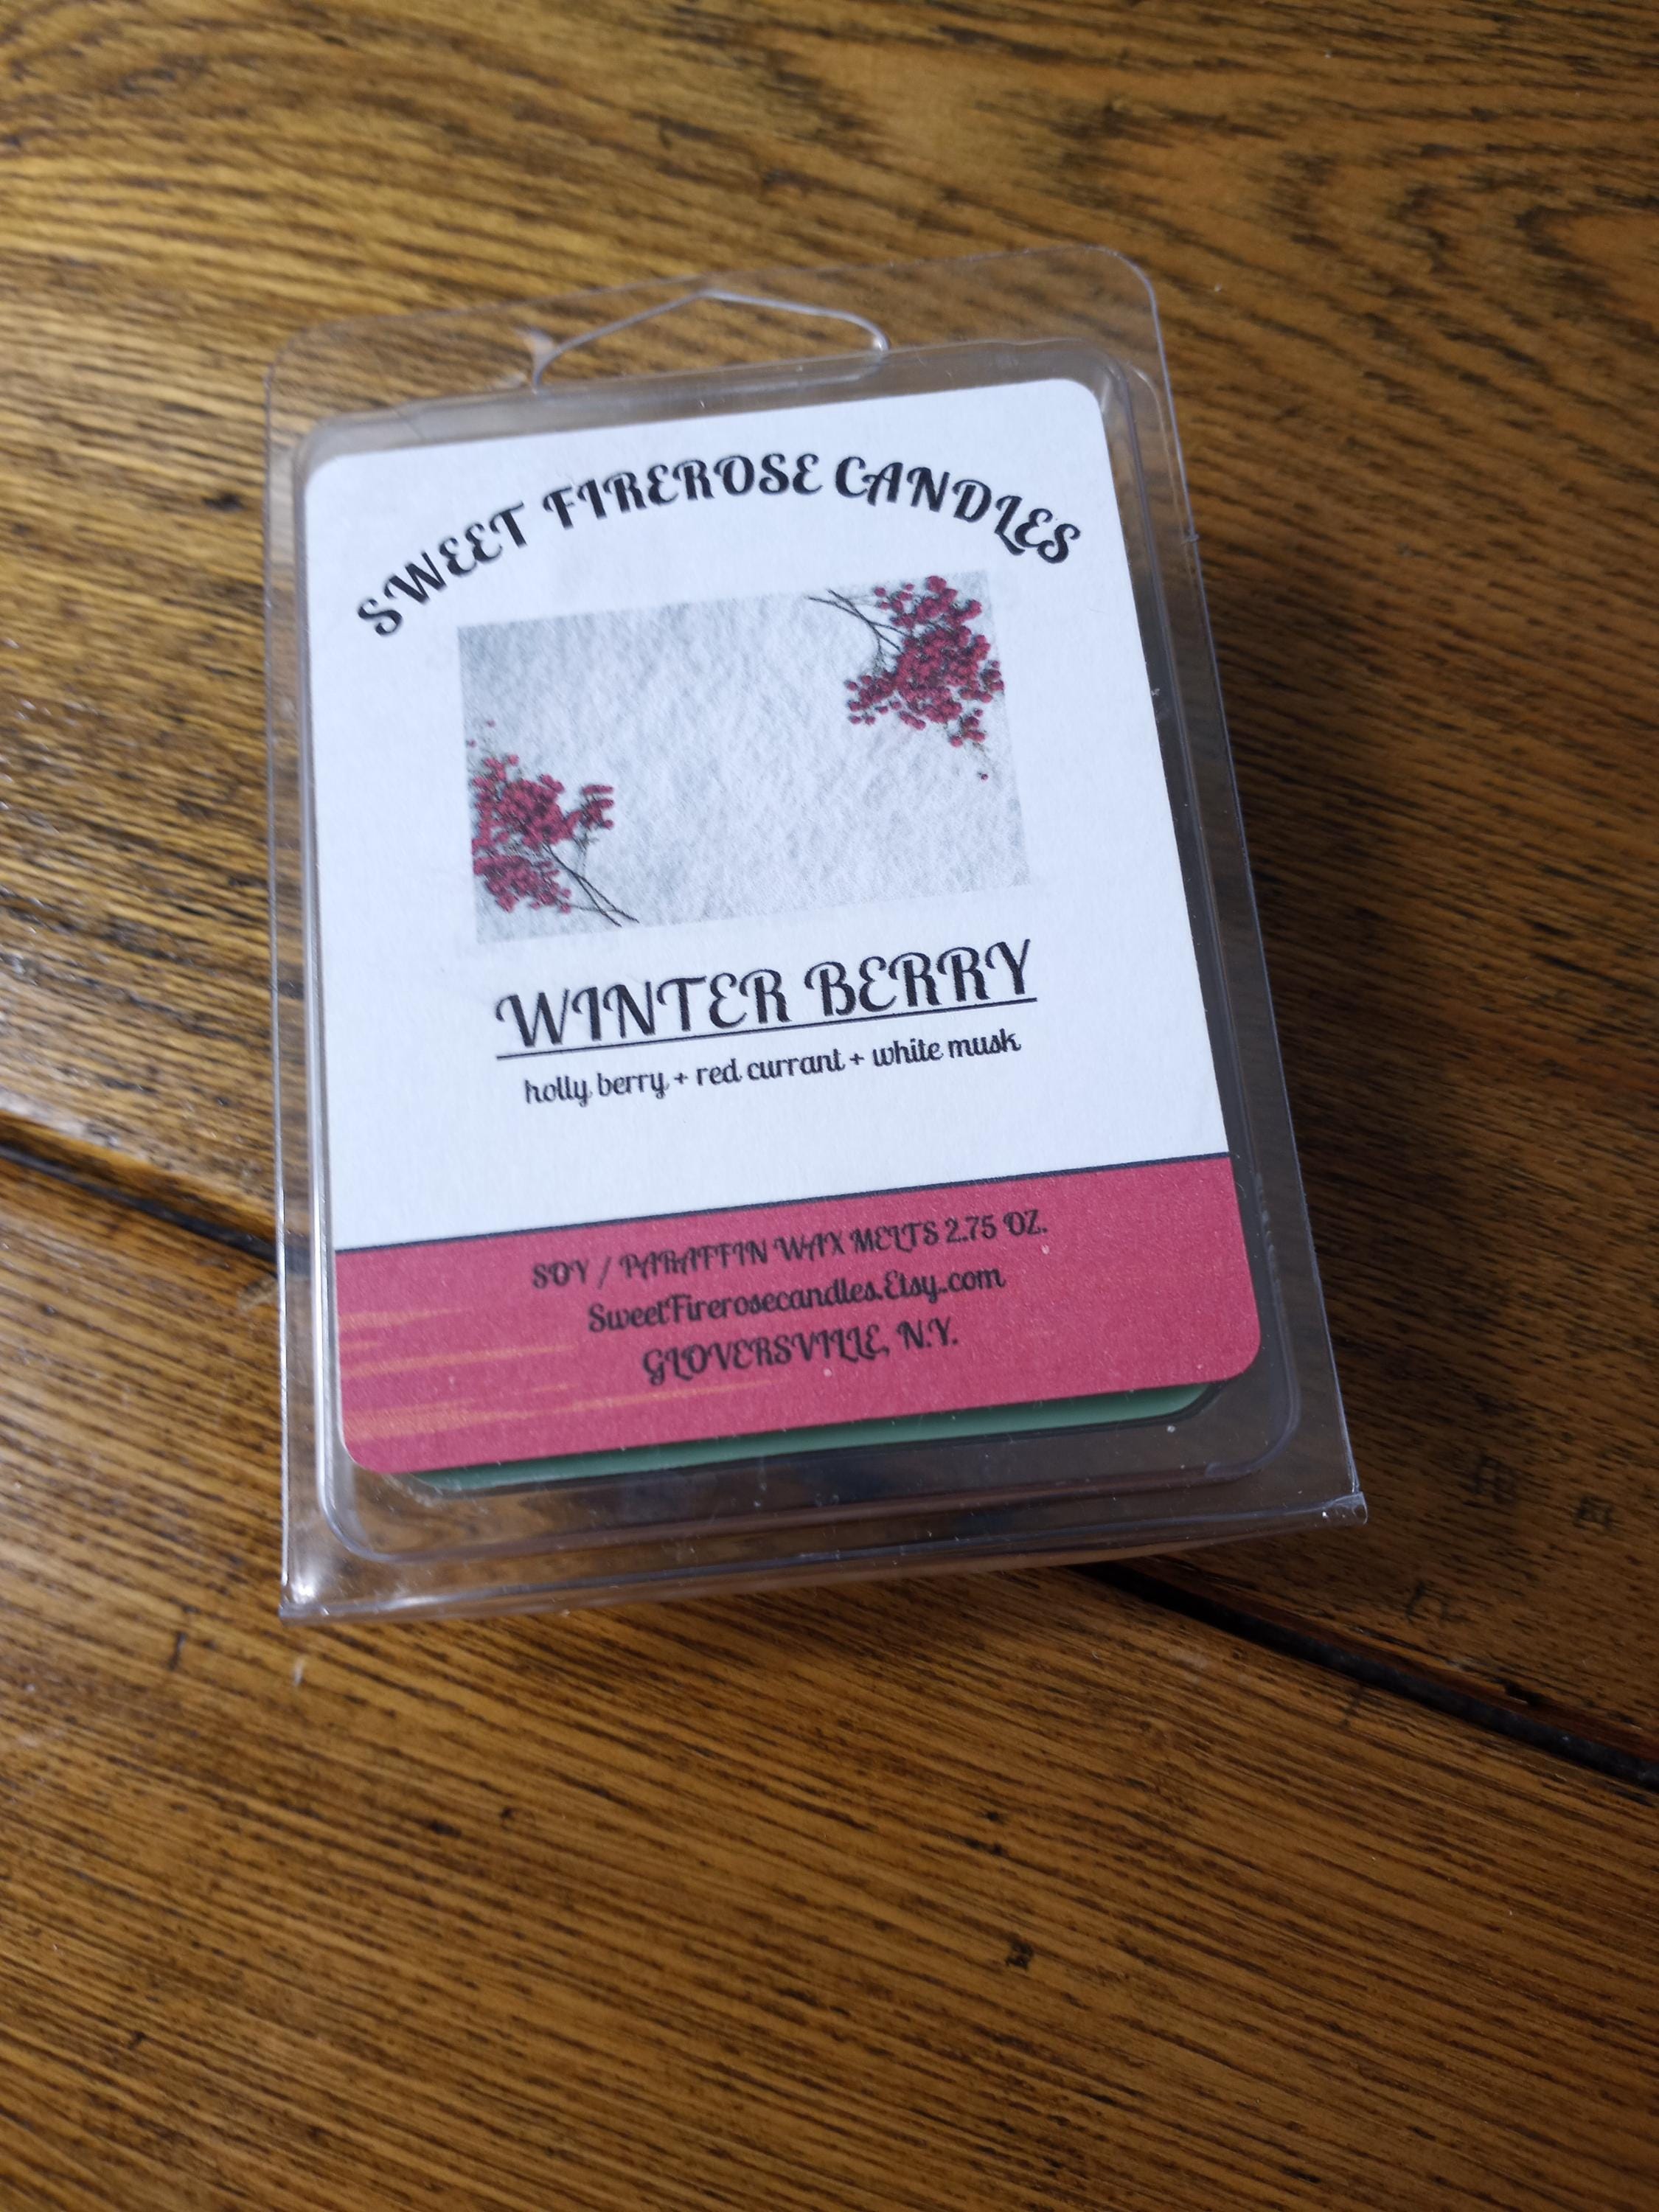 SWEET FIREROSE CANDLES
WINTER BERRY
holly berry + red currant + white musk
SOY / PARAFFIN WAX MELTS 2.75 OZ.
SweetFirerosecandles.Etsy.com
GLOVERSVILLE, N.Y.